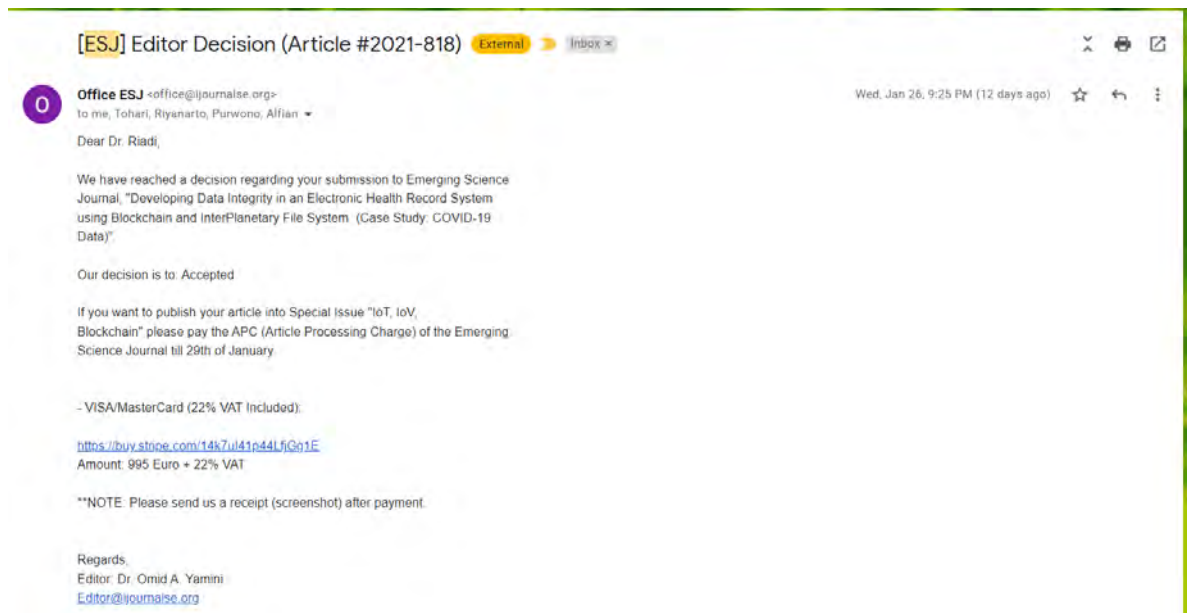 [ESJ] Editor Decision (Article #2021-818) External Inbox ×
Office ESJ <office@ijournalse.org> Wed, Jan 26, 9:25 PM (12 days ago)
O
to me, Tohari, Riyanarto, Purwono, Alfian
Dear Dr. Riadi,
We have reached a decision regarding your submission to Emerging Science
Journal, "Developing Data Integrity in an Electronic Health Record System
using Blockchain and InterPlanetary File System (Case Study: COVID-19
Data)".
Our decision is to: Accepted
If you want to publish your article into Special Issue "IoT, IoV,
Blockchain" please pay the APC (Article Processing Charge) of the Emerging
Science Journal till 29th of January.
- VISA/MasterCard (22% VAT Included):
https://buy.stripe.com/14k7uI41p44LfjGg1E
Amount: 995 Euro + 22% VAT
**NOTE: Please send us a receipt (screenshot) after payment.
Regards,
Editor: Dr. Omid A. Yamini
Editor@ijournalse.org